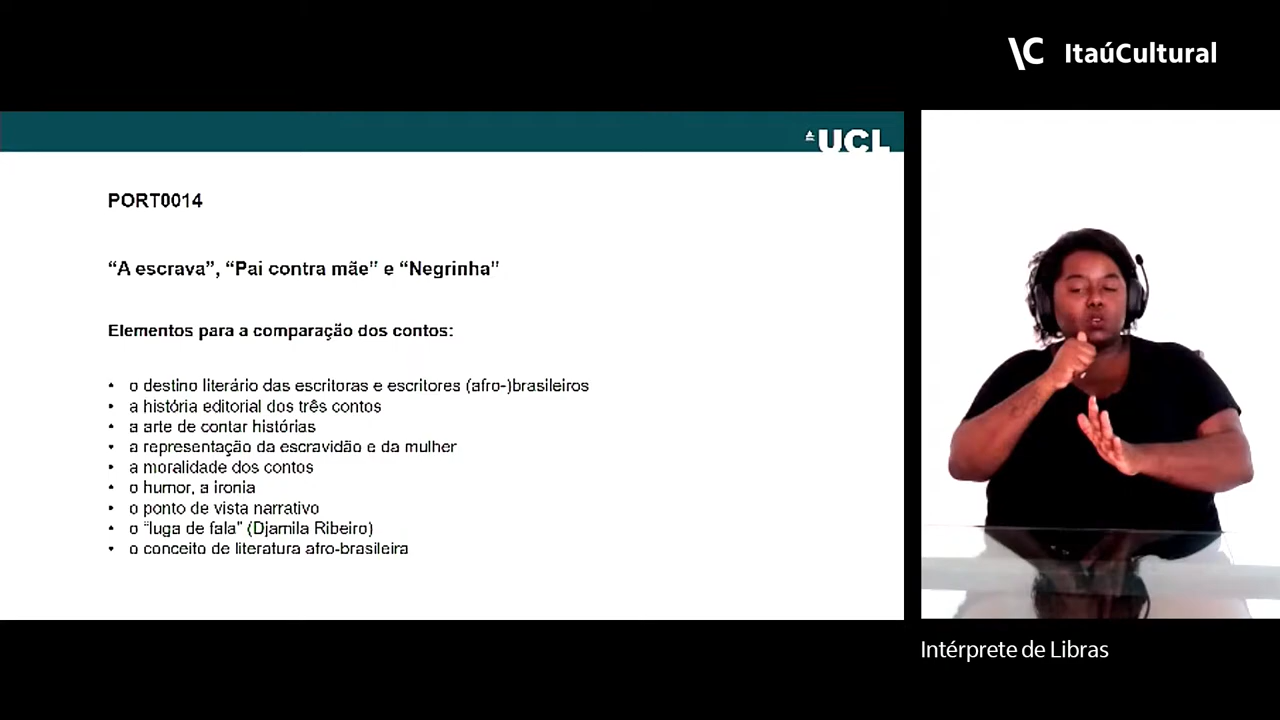 \C ItaúCultural
UCL
PORT0014
“A escrava”, “Pai contra mãe” e “Negrinha”
Elementos para a comparação dos contos:
• o destino literário das escritoras e escritores (afro-)brasileiros
• a história editorial dos três contos
• a arte de contar histórias
• a representação da escravidão e da mulher
• a moralidade dos contos
• o humor, a ironia
• o ponto de vista narrativo
• o “luga de fala” (Djamila Ribeiro)
• o conceito de literatura afro-brasileira
Intérprete de Libras